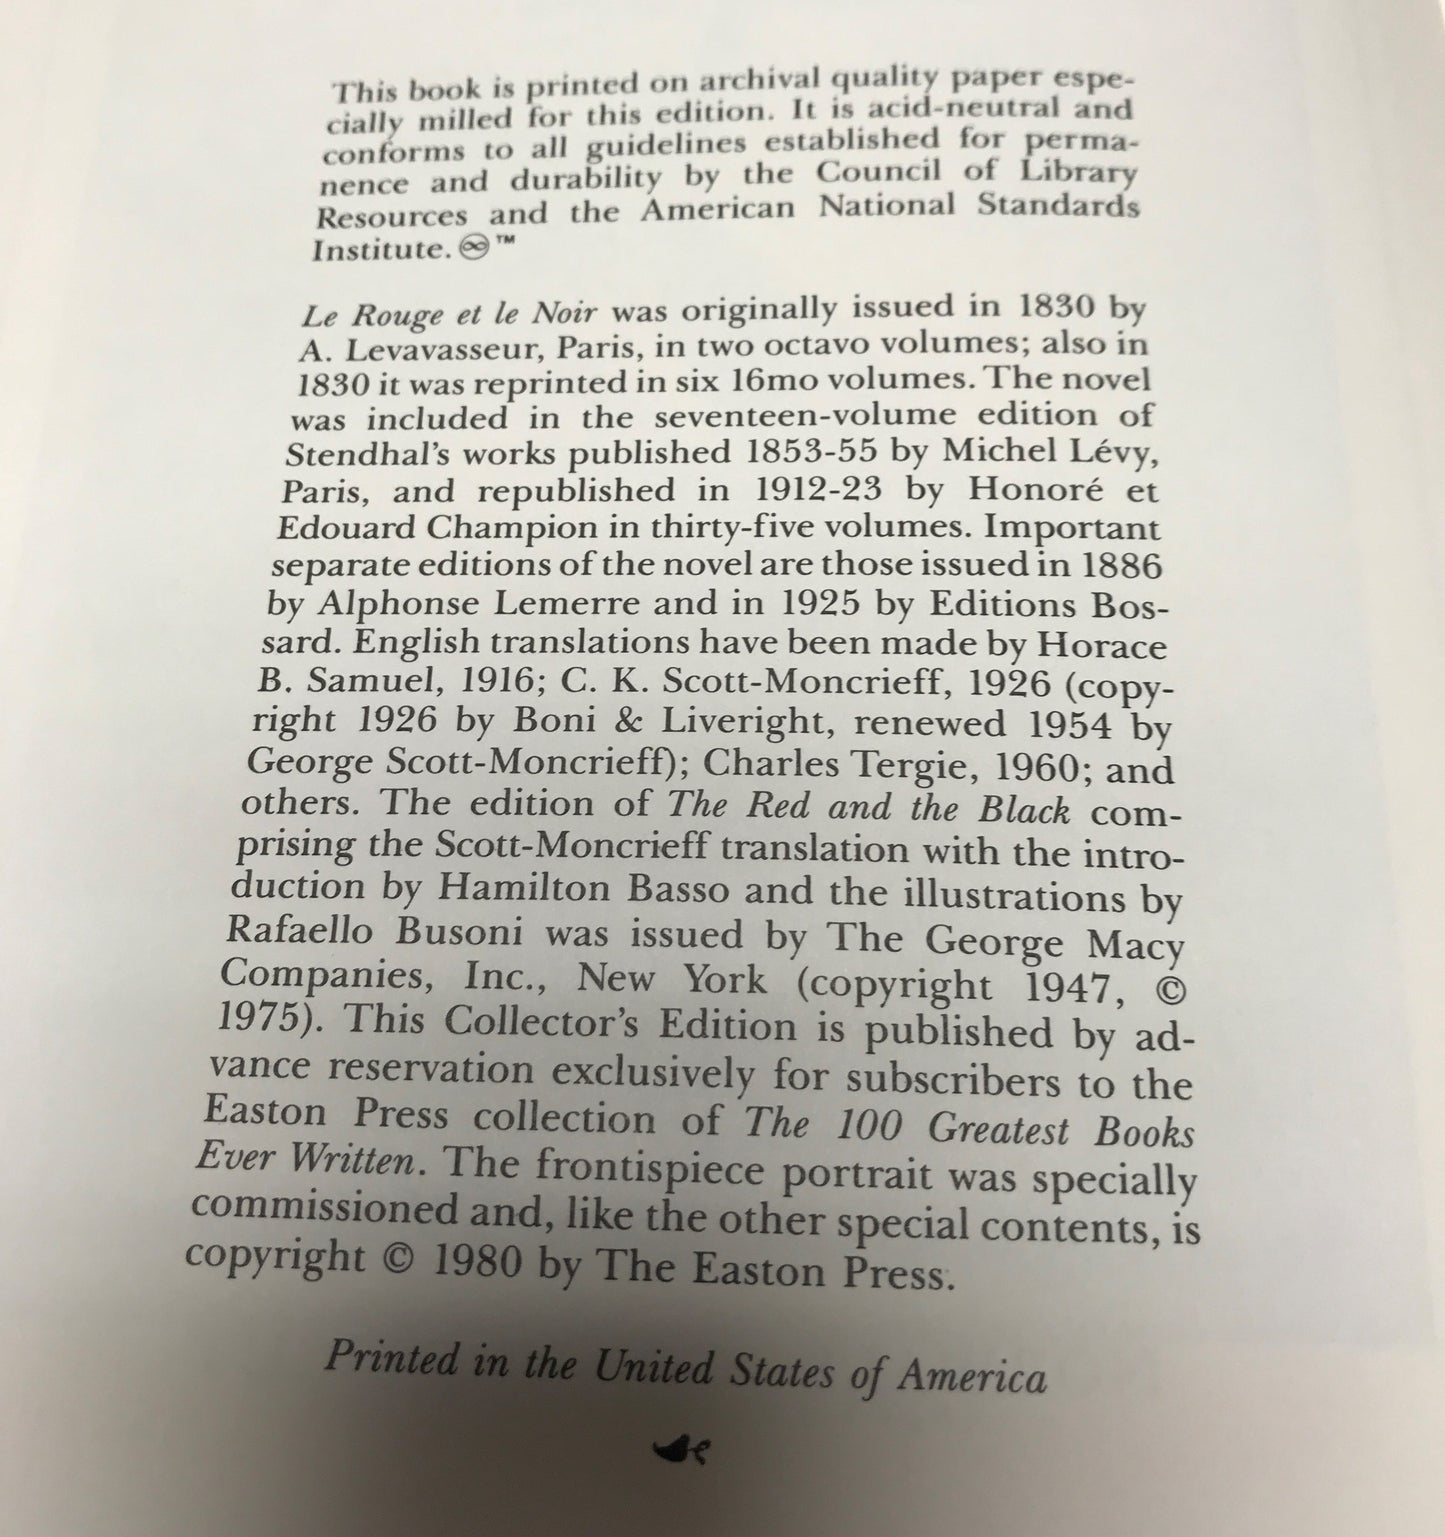 This book is printed on archival quality paper espe-
cially milled for this edition. It is acid-neutral and
conforms to all guidelines established for perma-
nence and durability by the Council of Library
Resources and the American National Standards
Institute. ♾™
Le Rouge et le Noir was originally issued in 1830 by
A. Levavasseur, Paris, in two octavo volumes; also in
1830 it was reprinted in six 16mo volumes. The novel
was included in the seventeen-volume edition of
Stendhal's works published 1853-55 by Michel Lévy,
Paris, and republished in 1912-23 by Honoré et
Edouard Champion in thirty-five volumes. Important
separate editions of the novel are those issued in 1886
by Alphonse Lemerre and in 1925 by Editions Bos-
sard. English translations have been made by Horace
B. Samuel, 1916; C. K. Scott-Moncrieff, 1926 (copy-
right 1926 by Boni & Liveright, renewed 1954 by
George Scott-Moncrieff); Charles Tergie, 1960; and
others. The edition of The Red and the Black com-
prising the Scott-Moncrieff translation with the intro-
duction by Hamilton Basso and the illustrations by
Rafaello Busoni was issued by The George Macy
Companies, Inc., New York (copyright 1947, ©
1975). This Collector's Edition is published by ad-
vance reservation exclusively for subscribers to the
Easton Press collection of The 100 Greatest Books
Ever Written. The frontispiece portrait was specially
commissioned and, like the other special contents, is
copyright © 1980 by The Easton Press.
Printed in the United States of America